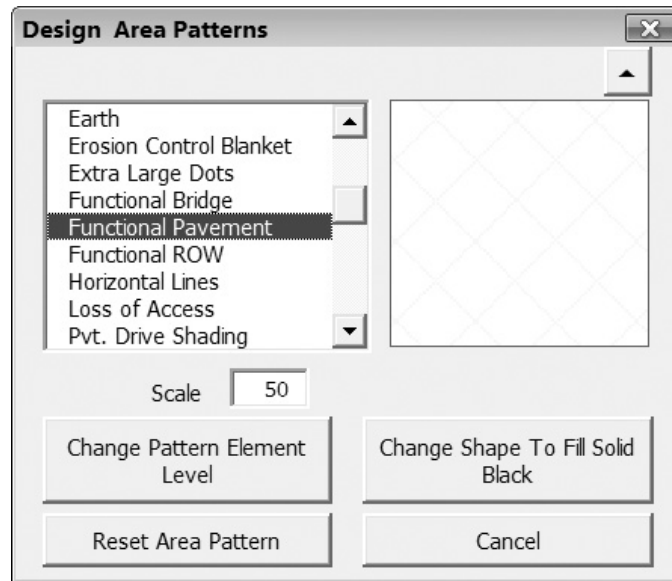 Design Area Patterns
Earth
Erosion Control Blanket
Extra Large Dots
Functional Bridge
Functional Pavement
Functional ROW
Horizontal Lines
Loss of Access
Pvt. Drive Shading
Scale 50
Change Pattern Element
Level
Change Shape To Fill Solid
Black
Reset Area Pattern
Cancel